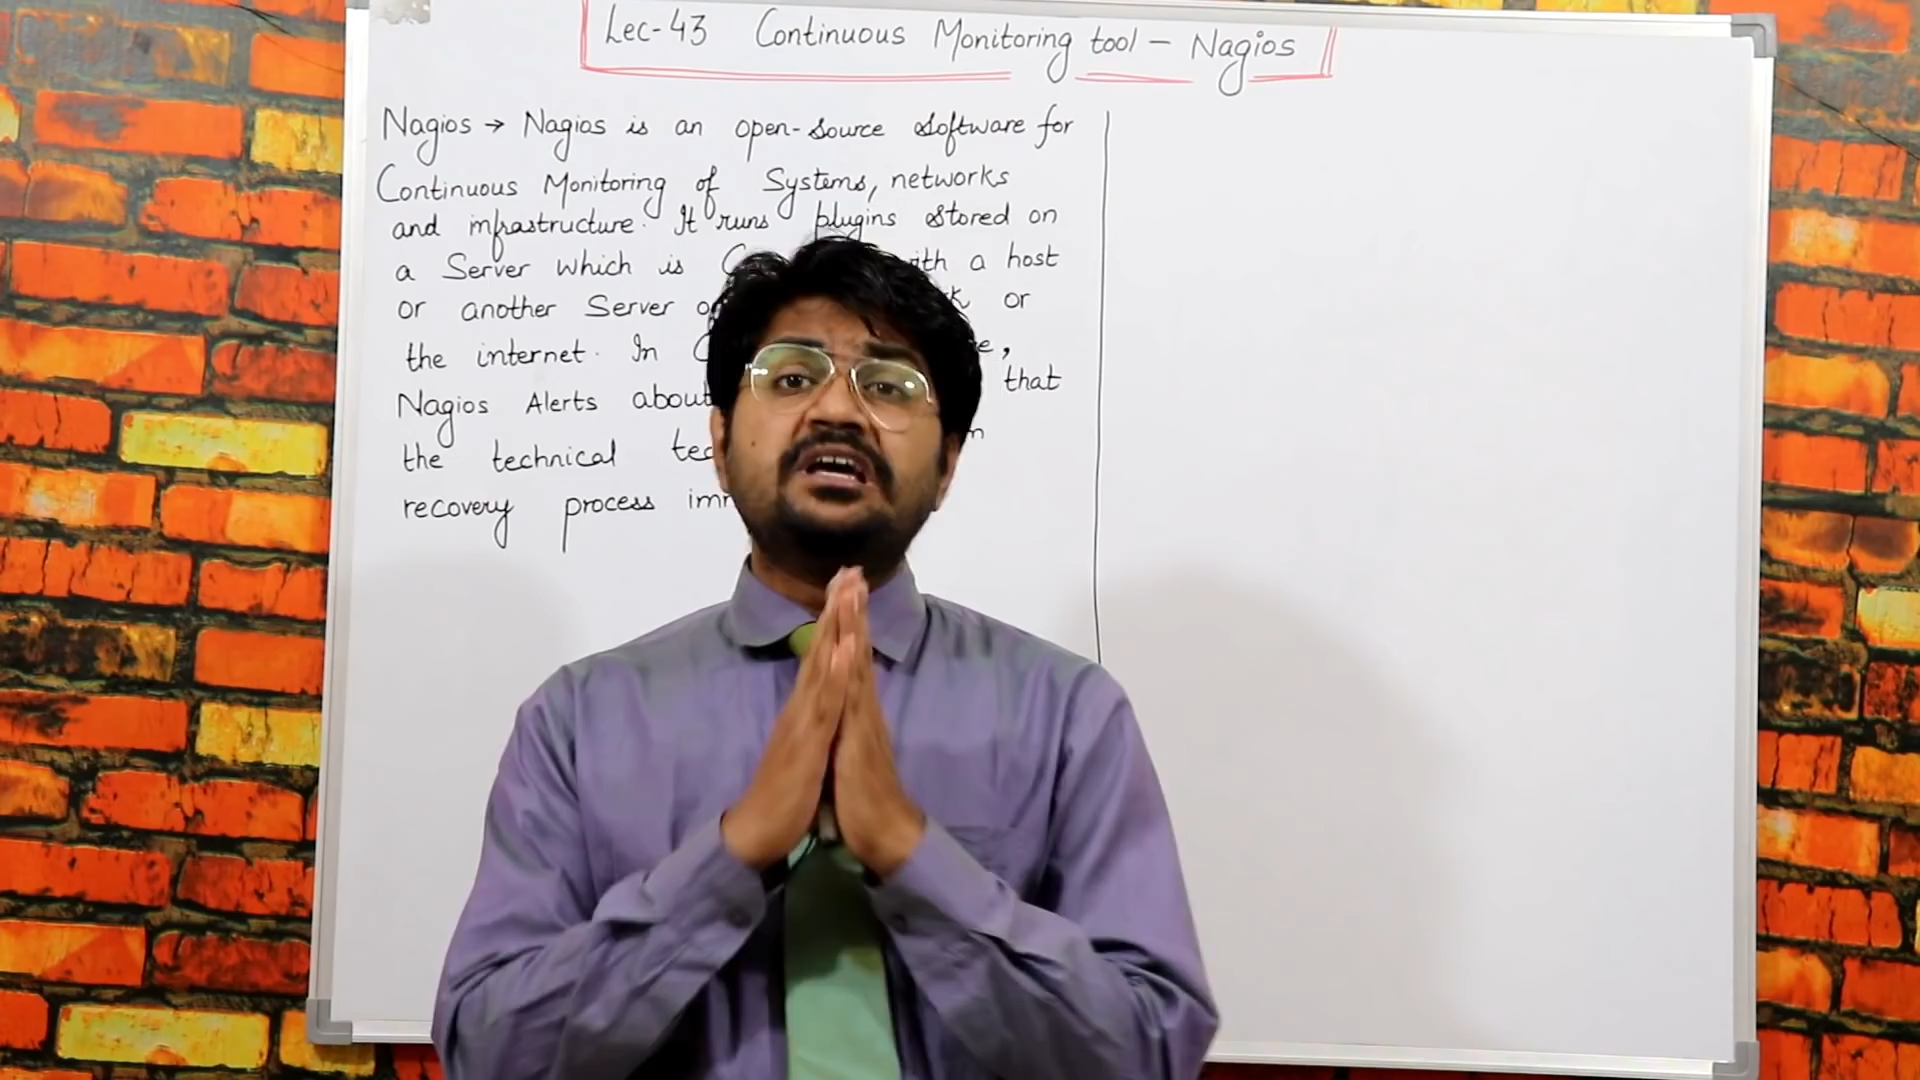 Lec-43 Continuous Monitoring tool - Nagios
Nagios → Nagios is an open-source software for
Continuous Monitoring of Systems, networks
and infrastructure. It runs plugins stored on
a Server which is with a host
or another Server or
the internet. In
Nagios Alerts about that
the technical
recovery process